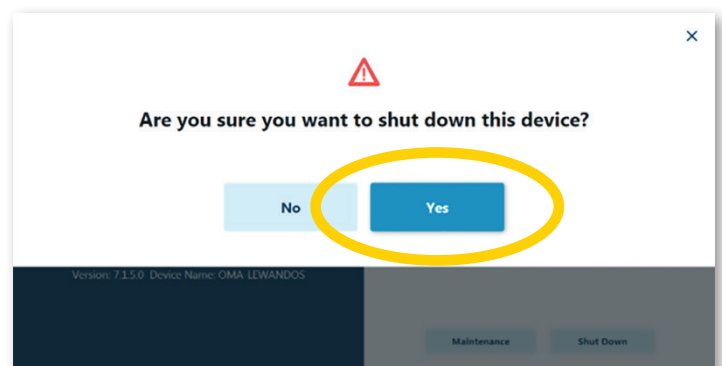 Are you sure you want to shut down this device?
No Yes
Version: 7.1.5.0 Device Name: OMA LEWANDOS
Maintenance Shut Down